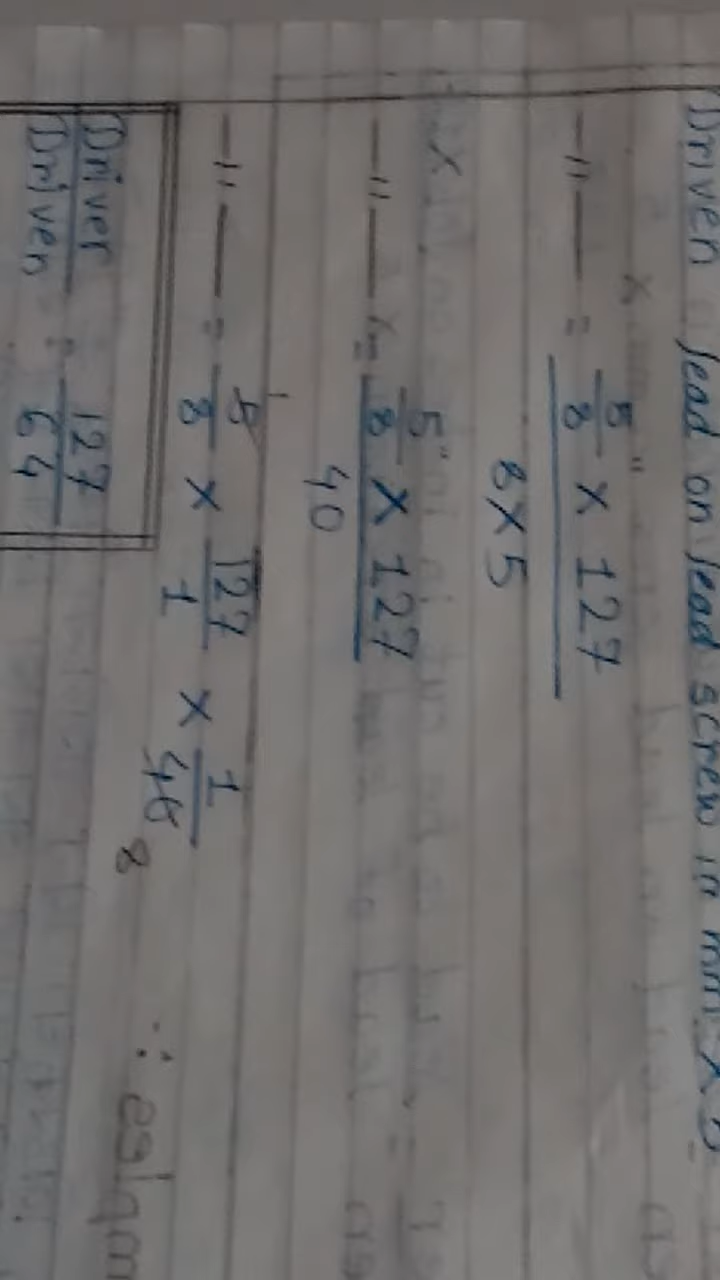 Driven lead on lead screw in mm × 5
—"— = 5/8" × 127
8×5
—"— = 5/8" × 127
40
—"— = 5/8 × 127/1 × 1/40 8
Driver/Driven = 127/64